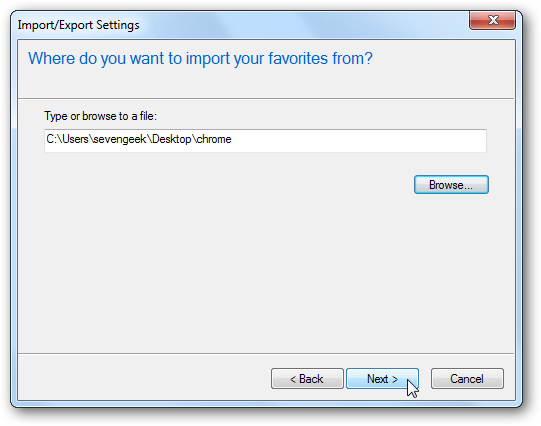 Import/Export Settings
Where do you want to import your favorites from?
Type or browse to a file:
C:\Users\sevengeek\Desktop\chrome
Browse...
< Back Next > Cancel